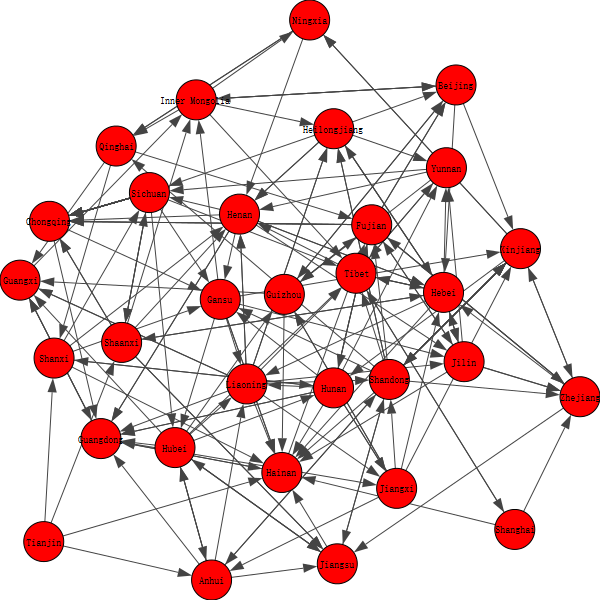 Ningxia
Beijing
Inner Mongolia
Heilongjiang
Qinghai
Yunnan
Sichuan
Henan
Chongqing
Fujian
Xinjiang
Tibet
Guangxi
Gansu
Guizhou
Hebei
Shaanxi
Shanxi
Jilin
Liaoning
Hunan
Shandong
Zhejiang
Guangdong
Hubei
Hainan
Jiangxi
Shanghai
Tianjin
Jiangsu
Anhui